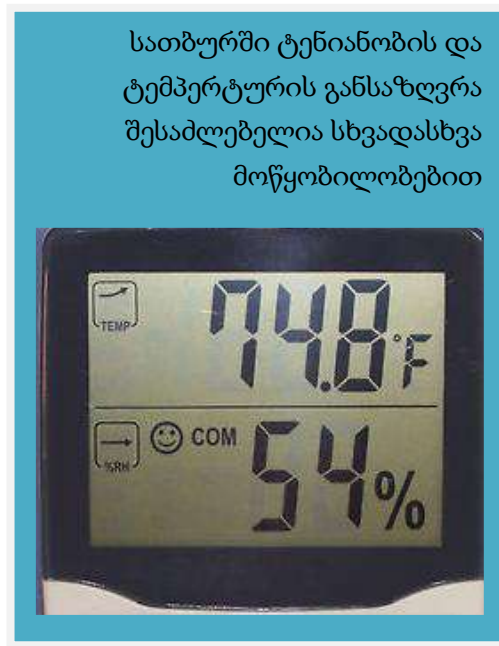 სათბურში ტენიანობის და
ტემპერტურის განსაზღვრა
შესაძლებელია სხვადასხვა
მოწყობილობებით
TEMP
74.8°F
%RH
COM
54%